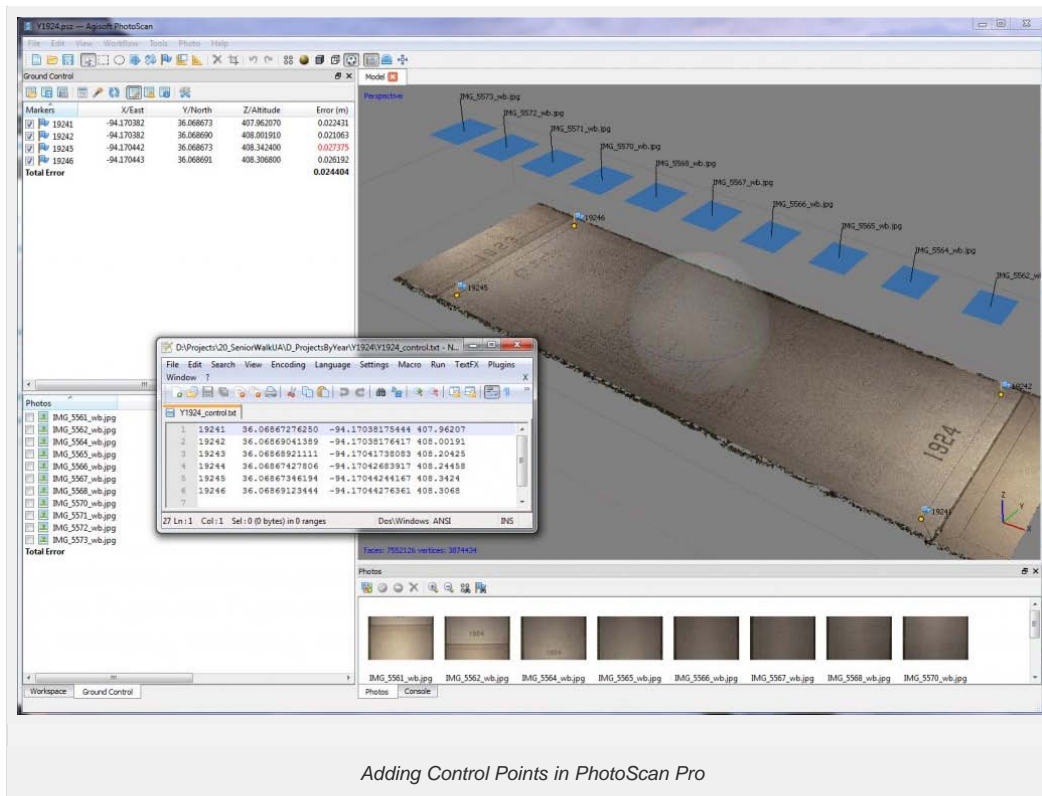 Y1924.psz — Agisoft PhotoScan
File Edit View Workflow Tools Photo Help
Ground Control
Model
Markers X/East Y/North Z/Altitude Error (m)
19241 -94.170382 36.068673 407.962070 0.022431
19242 -94.170382 36.068690 408.001910 0.021063
19245 -94.170442 36.068673 408.342400 0.027375
19246 -94.170443 36.068691 408.306800 0.026192
Total Error 0.024404
Perspective
IMG_5573_wb.jpg
IMG_5572_wb.jpg
IMG_5571_wb.jpg
IMG_5570_wb.jpg
IMG_5568_wb.jpg
IMG_5567_wb.jpg
IMG_5566_wb.jpg
IMG_5565_wb.jpg
IMG_5564_wb.jpg
IMG_5562_w
19246
19245
19242
19241
1923
1924
Z
Y
X
Faces: 7552126 vertices: 3874434
D:\Projects\20_SeniorWalkUA\D_ProjectsByYear\Y1924\Y1924_control.txt - N...
File Edit Search View Encoding Language Settings Macro Run TextFX Plugins
Window ? X
Y1924_control.txt
1 19241 36.06867276250 -94.17038175444 407.96207
2 19242 36.06869041389 -94.17038176417 408.00191
3 19243 36.06868921111 -94.17041738083 408.20425
4 19244 36.06867427806 -94.17042683917 408.24458
5 19245 36.06867346194 -94.17044244167 408.3424
6 19246 36.06869123444 -94.17044276361 408.3068
7
27 Ln : 1 Col : 1 Sel : 0 (0 bytes) in 0 ranges Dos\Windows ANSI INS
Photos
IMG_5561_wb.jpg
IMG_5562_wb.jpg
IMG_5564_wb.jpg
IMG_5565_wb.jpg
IMG_5566_wb.jpg
IMG_5567_wb.jpg
IMG_5568_wb.jpg
IMG_5570_wb.jpg
IMG_5571_wb.jpg
IMG_5572_wb.jpg
IMG_5573_wb.jpg
Total Error
Workspace Ground Control
Photos
1924
1924
IMG_5561_wb.jpg IMG_5562_wb.jpg IMG_5564_wb.jpg IMG_5565_wb.jpg IMG_5566_wb.jpg IMG_5567_wb.jpg IMG_5568_wb.jpg IMG_5570_wb.jpg
Photos Console
Adding Control Points in PhotoScan Pro